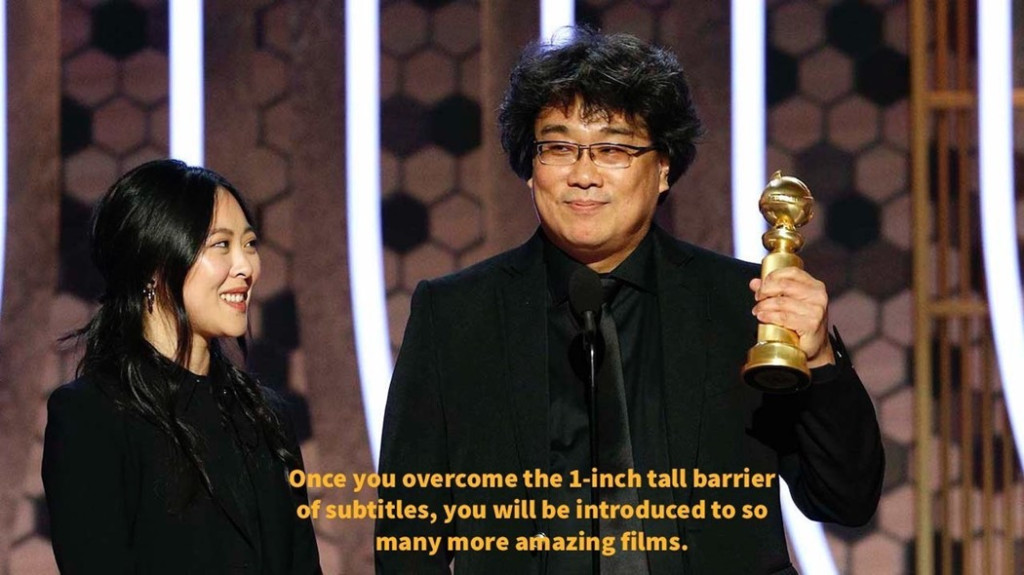 Once you overcome the 1-inch tall barrier
of subtitles, you will be introduced to so
many more amazing films.